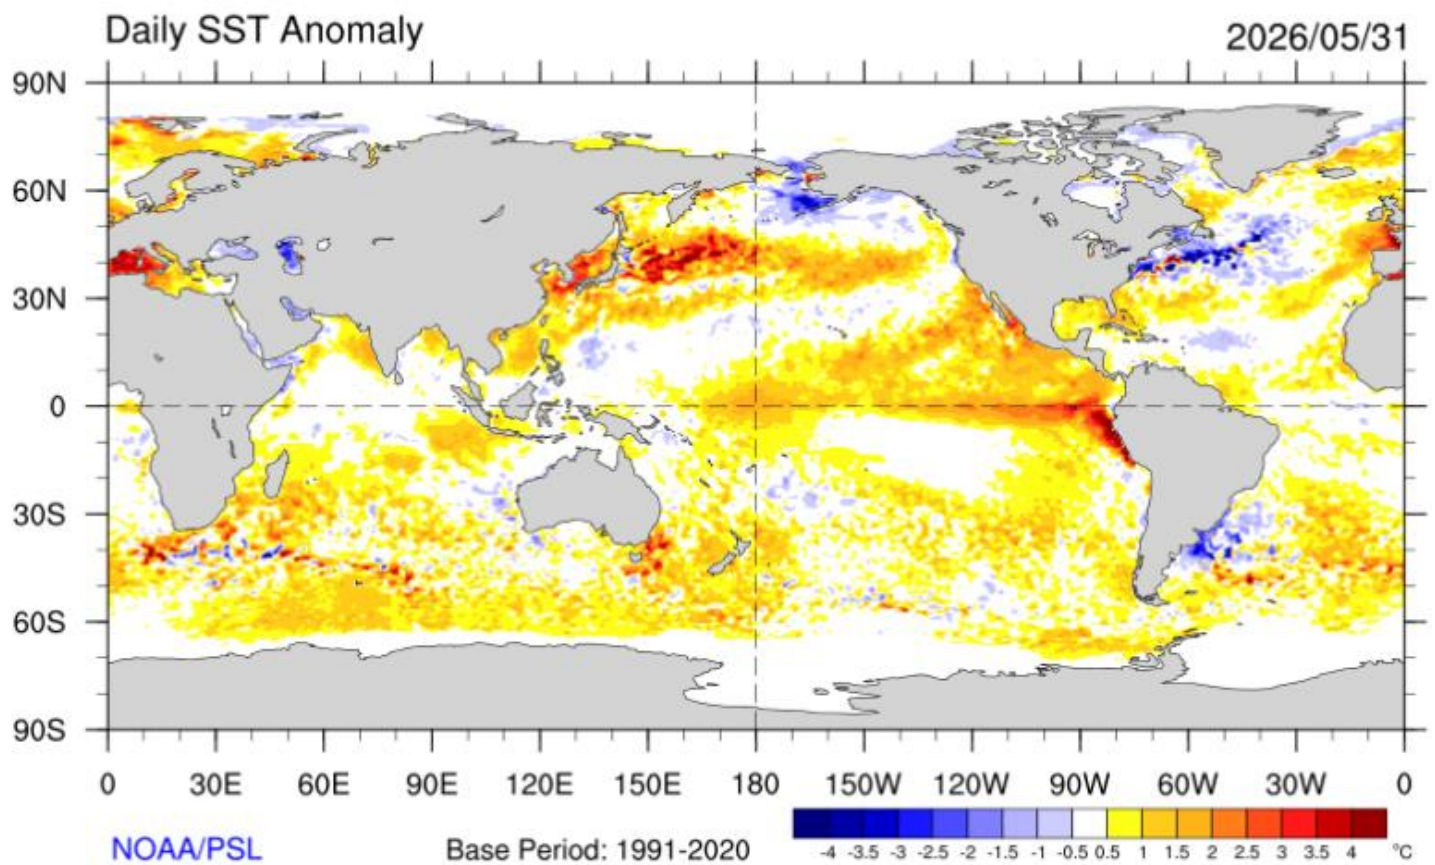 Daily SST Anomaly 2026/05/31
90N
60N
30N
0
30S
60S
90S
0 30E 60E 90E 120E 150E 180 150W 120W 90W 60W 30W 0
NOAA/PSL Base Period: 1991-2020
-4 -3.5 -3 -2.5 -2 -1.5 -1 -0.5 0.5 1 1.5 2 2.5 3 3.5 4 °C